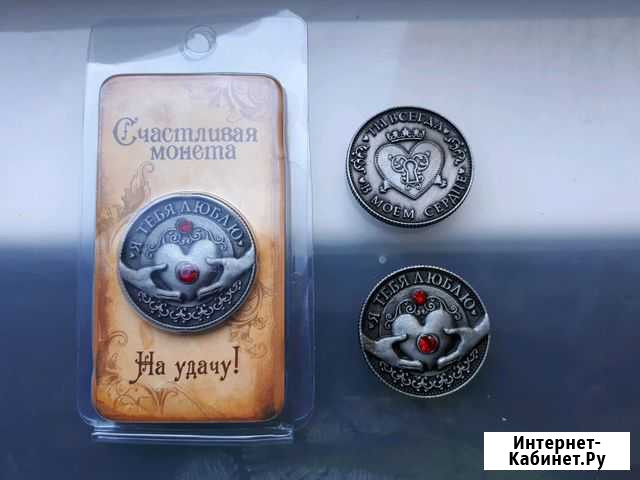 Счастливая
монета
Я ТЕБЯ ЛЮБЛЮ
На удачу!
ТЫ ВСЕГДА
В МОЕМ СЕРДЦЕ
Я ТЕБЯ ЛЮБЛЮ
Интернет-
Кабинет.Ру